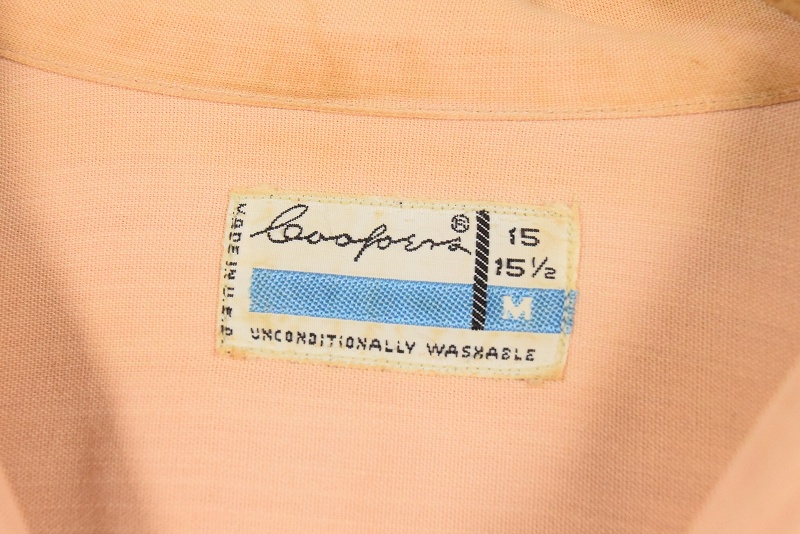 Coopers ®
15
15½
M
UNCONDITIONALLY WASHABLE
MADE IN U.S.A